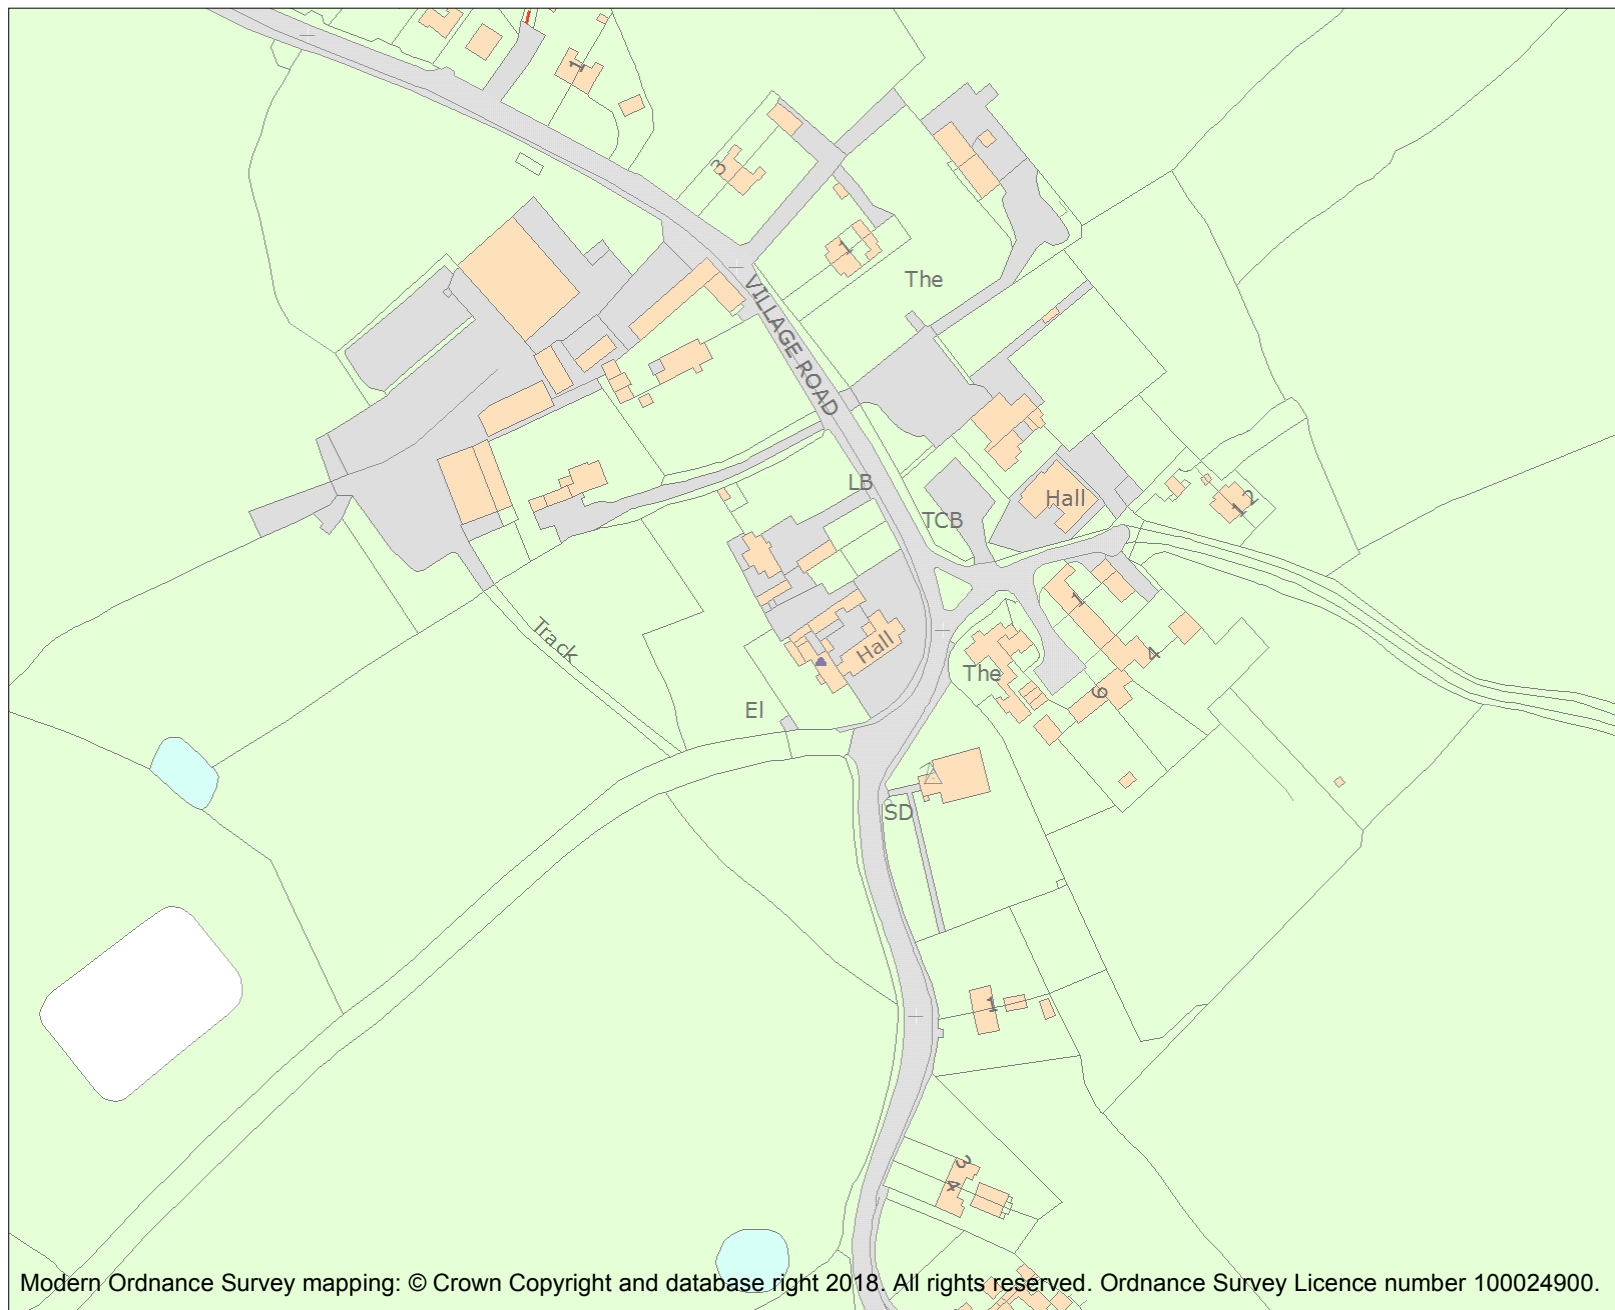 1
3
1
The
VILLAGE ROAD
LB
Hall
TCB
1 2
1
Track
Hall
4
The
6
El
SD
1
3
4
Modern Ordnance Survey mapping: © Crown Copyright and database right 2018. All rights reserved. Ordnance Survey Licence number 100024900.